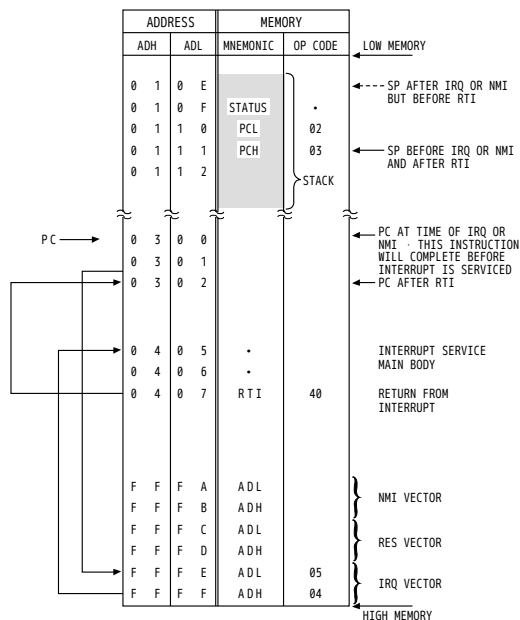 ADDRESS MEMORY
ADH ADL MNEMONIC OP CODE LOW MEMORY
0 1 0 E SP AFTER IRQ OR NMI
BUT BEFORE RTI
0 1 0 F STATUS •
0 1 1 0 PCL 02
0 1 1 1 PCH 03 SP BEFORE IRQ OR NMI
AND AFTER RTI
0 1 1 2
STACK
PC 0 3 0 0 PC AT TIME OF IRQ OR
NMI · THIS INSTRUCTION
0 3 0 1 WILL COMPLETE BEFORE
INTERRUPT IS SERVICED
0 3 0 2 PC AFTER RTI
0 4 0 5 • INTERRUPT SERVICE
MAIN BODY
0 4 0 6 •
0 4 0 7 RTI 40 RETURN FROM
INTERRUPT
F F F A ADL
NMI VECTOR
F F F B ADH
F F F C ADL
RES VECTOR
F F F D ADH
F F F E ADL 05
IRQ VECTOR
F F F F ADH 04
HIGH MEMORY